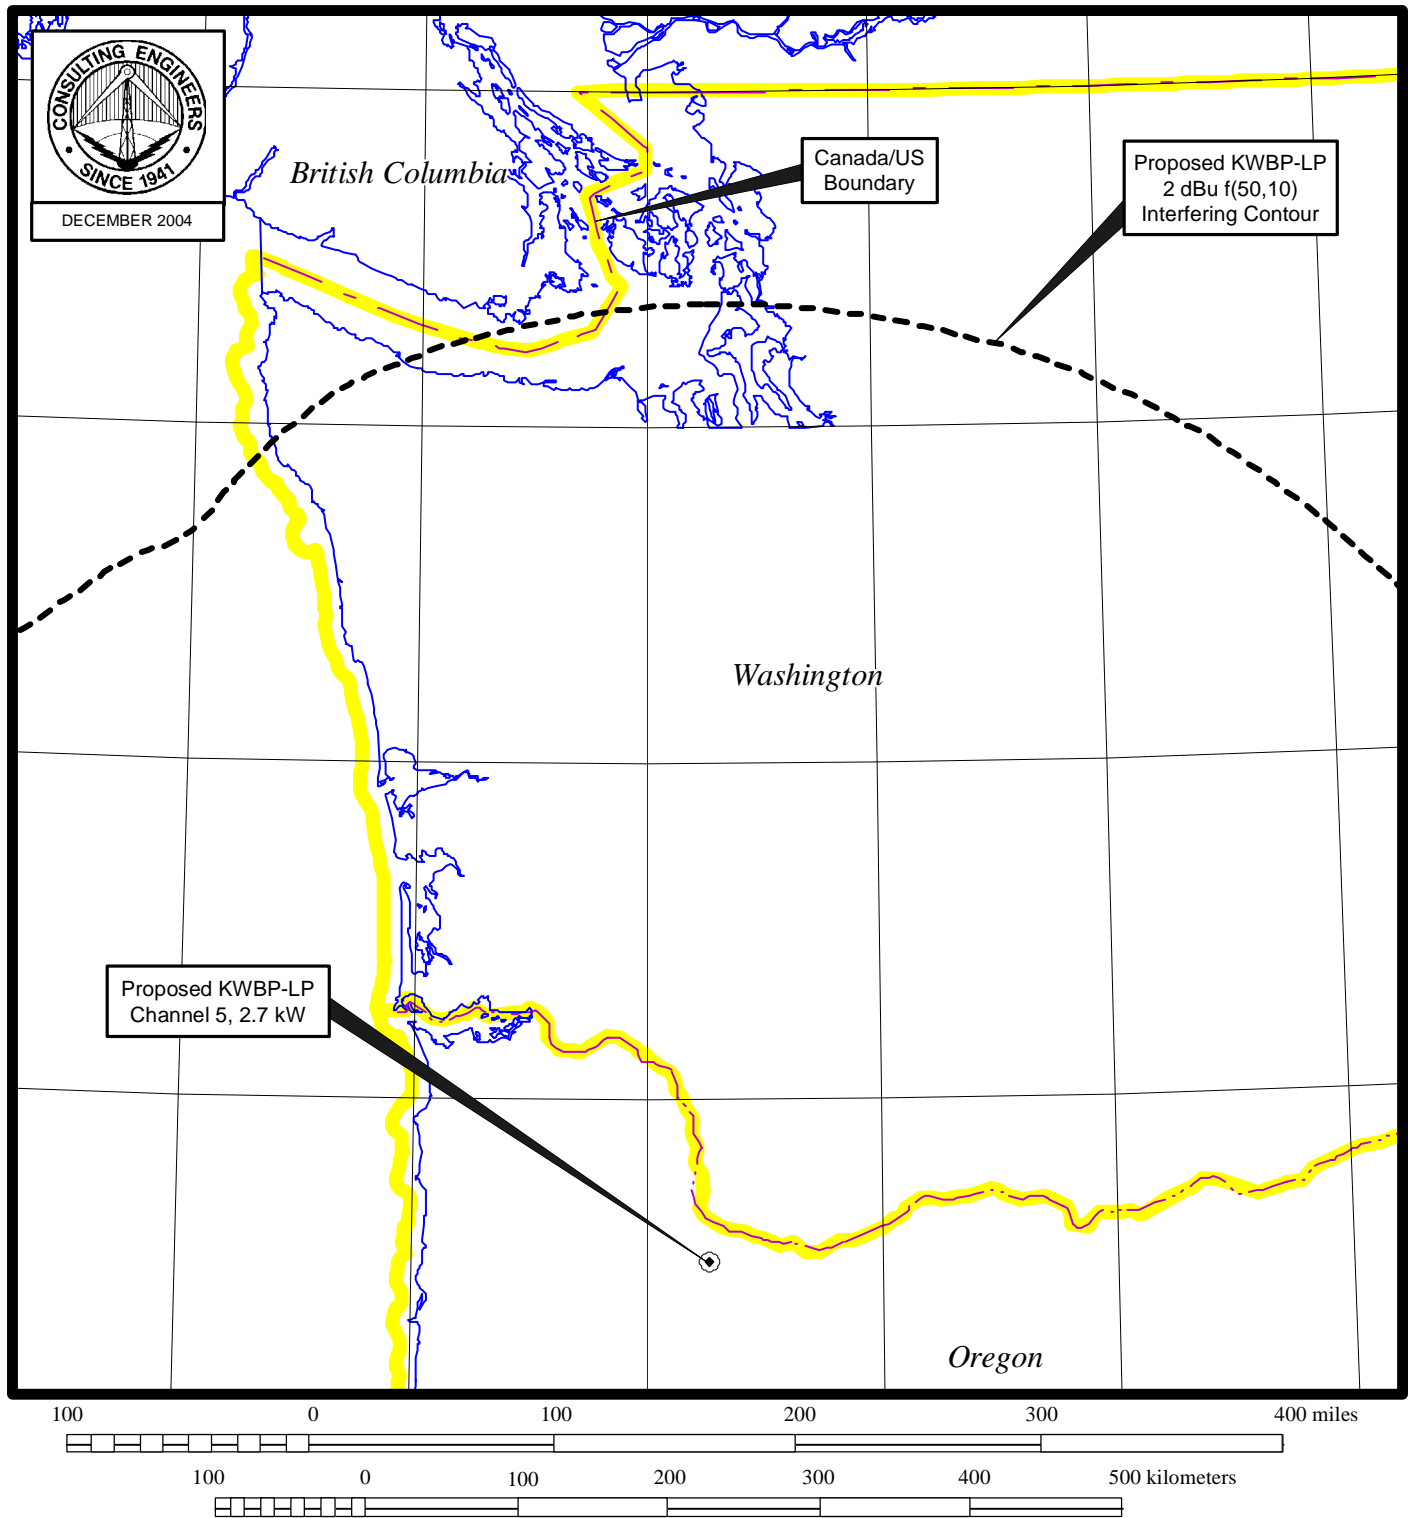 CONSULTING ENGINEERS
• SINCE 1941 •
DECEMBER 2004
British Columbia
Canada/US
Boundary
Proposed KWBP-LP
2 dBu f(50,10)
Interfering Contour
Washington
Proposed KWBP-LP
Channel 5, 2.7 kW
Oregon
100 0 100 200 300 400 miles
100 0 100 200 300 400 500 kilometers